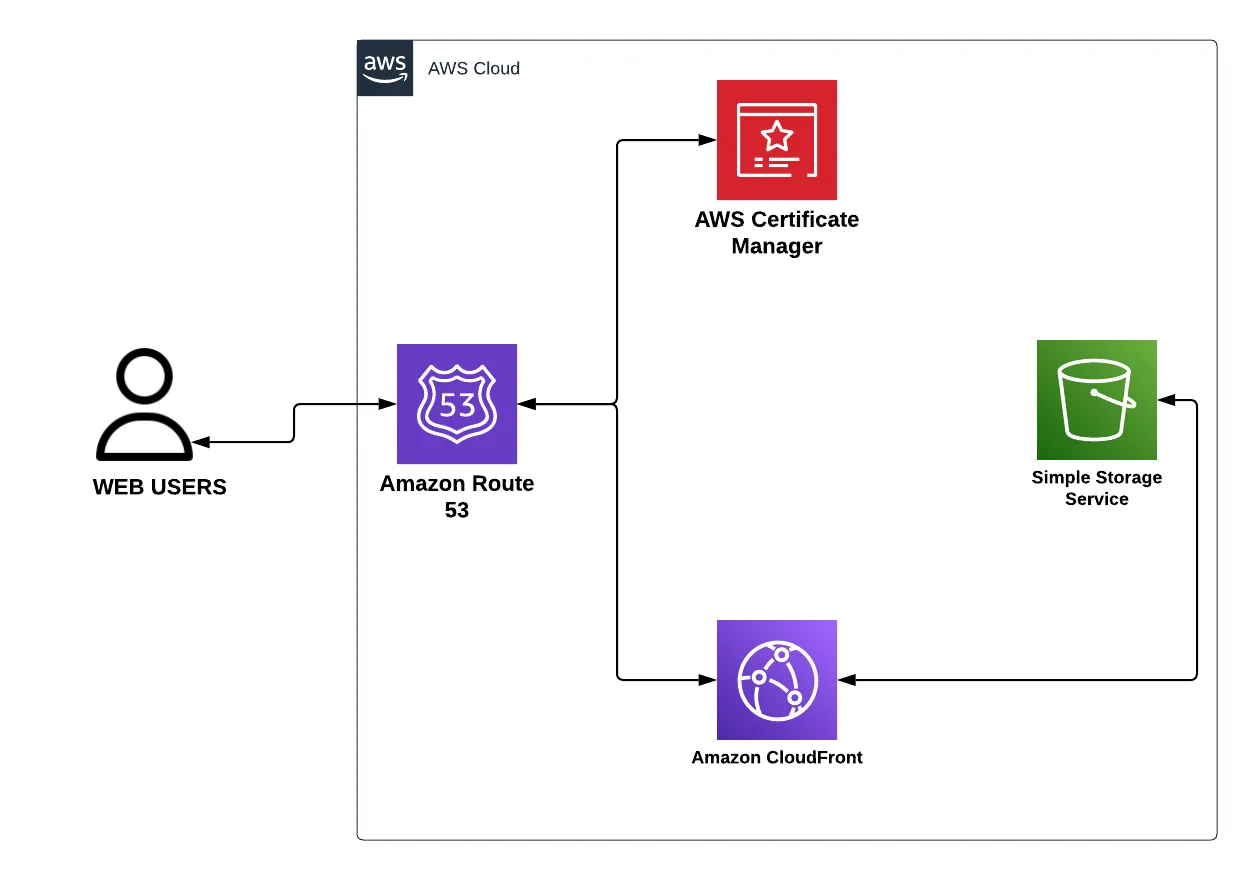 aws
AWS Cloud
AWS Certificate
Manager
53
Amazon Route
53
WEB USERS
Simple Storage
Service
Amazon CloudFront